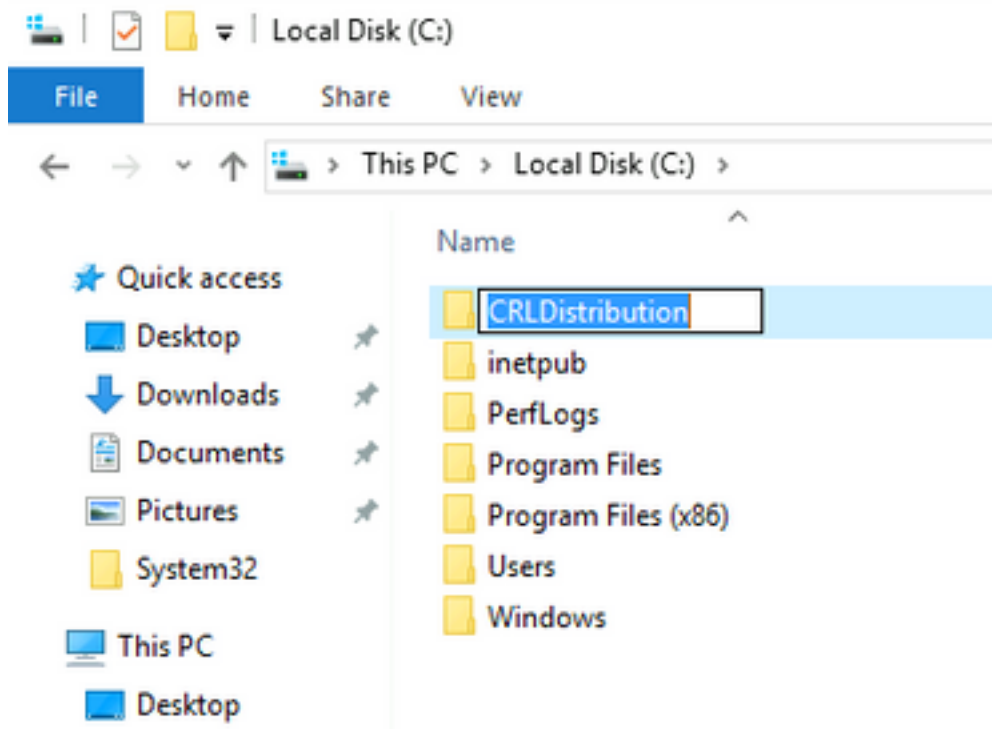 Local Disk (C:)
File Home Share View
This PC > Local Disk (C:) >
Name
Quick access
Desktop
Downloads
Documents
Pictures
System32
This PC
Desktop
CRLDistribution
inetpub
PerfLogs
Program Files
Program Files (x86)
Users
Windows